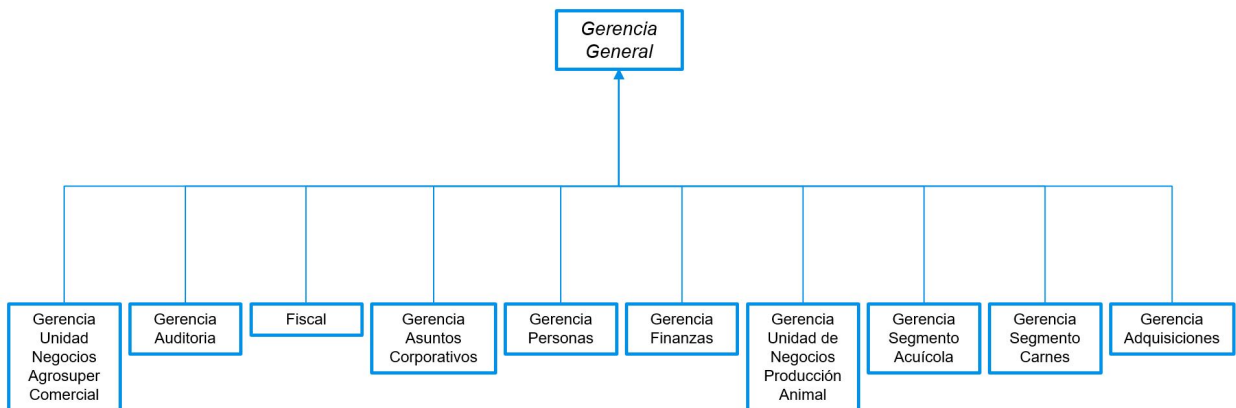 Gerencia
General
Gerencia
Unidad
Negocios
Agrosuper
Comercial
Gerencia
Auditoria
Fiscal
Gerencia
Asuntos
Corporativos
Gerencia
Personas
Gerencia
Finanzas
Gerencia
Unidad de
Negocios
Producción
Animal
Gerencia
Segmento
Acuícola
Gerencia
Segmento
Carnes
Gerencia
Adquisiciones